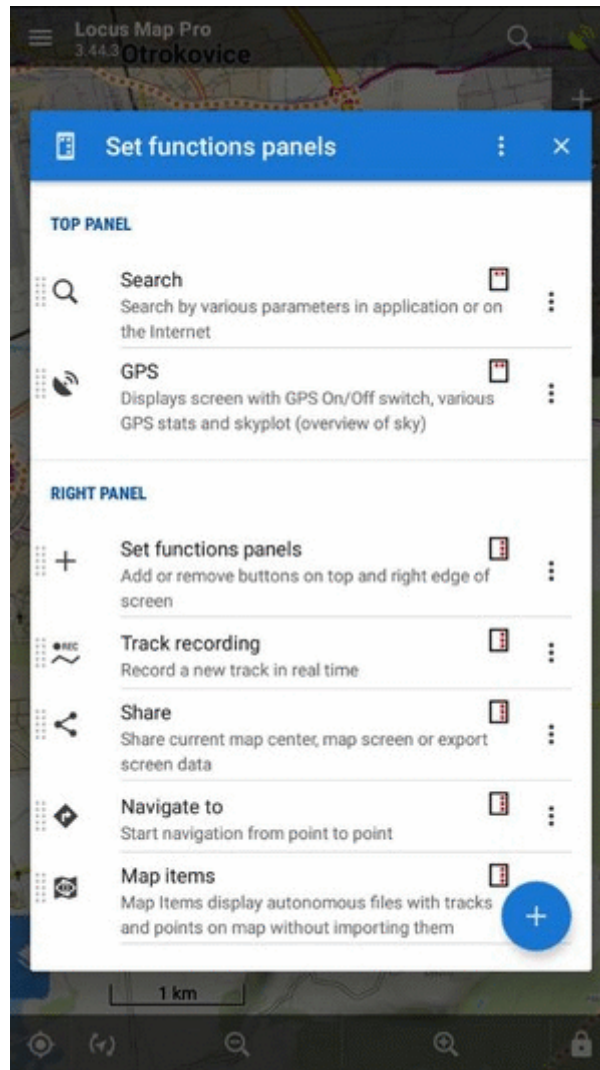 Locus Map Pro
3.44.3
Otrokovice
Set functions panels
TOP PANEL
Search
Search by various parameters in application or on
the Internet
GPS
Displays screen with GPS On/Off switch, various
GPS stats and skyplot (overview of sky)
RIGHT PANEL
Set functions panels
Add or remove buttons on top and right edge of
screen
REC
Track recording
Record a new track in real time
Share
Share current map center, map screen or export
screen data
Navigate to
Start navigation from point to point
Map items
Map Items display autonomous files with tracks
and points on map without importing them
1 km